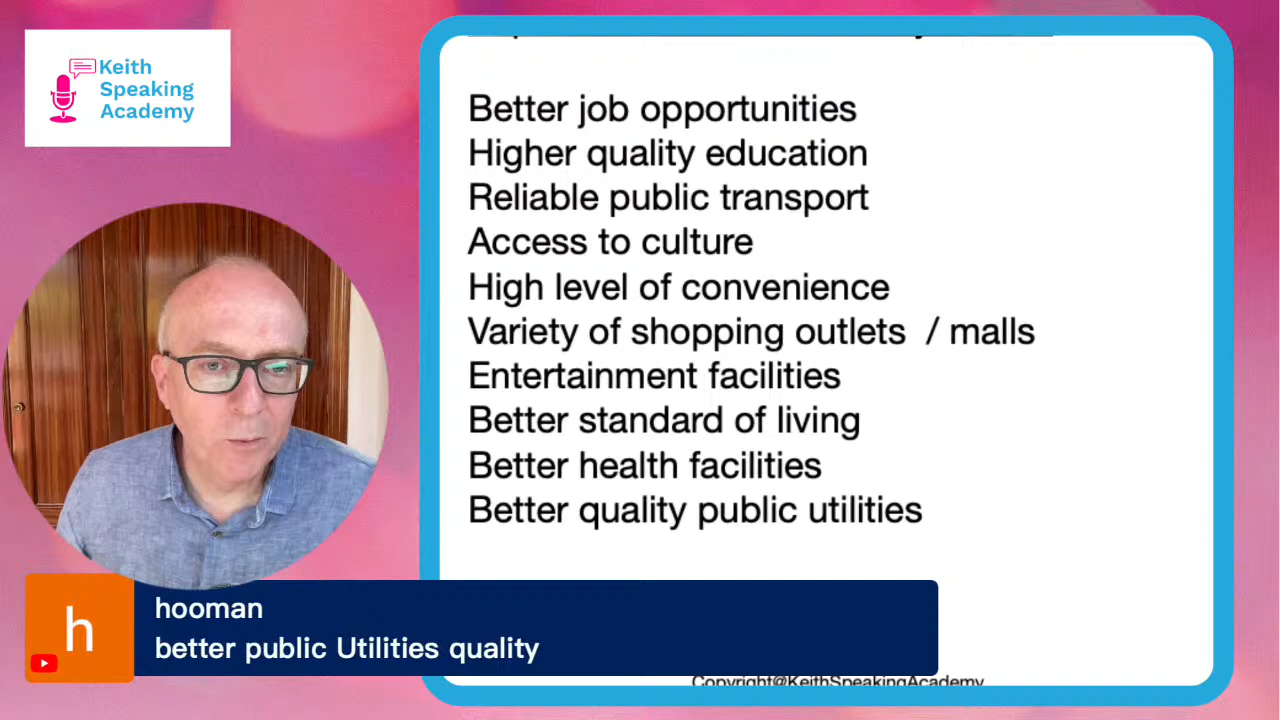 Keith
Speaking
Academy
Better job opportunities
Higher quality education
Reliable public transport
Access to culture
High level of convenience
Variety of shopping outlets / malls
Entertainment facilities
Better standard of living
Better health facilities
Better quality public utilities
h
hooman
better public Utilities quality
Copyright@KeithSpeakingAcademy